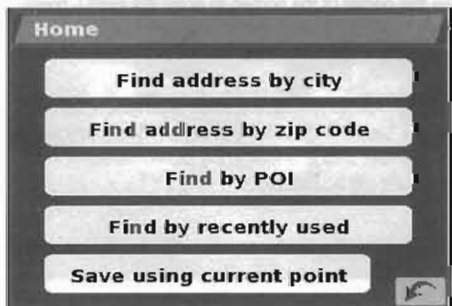 Home
Find address by city
Find address by zip code
Find by POI
Find by recently used
Save using current point